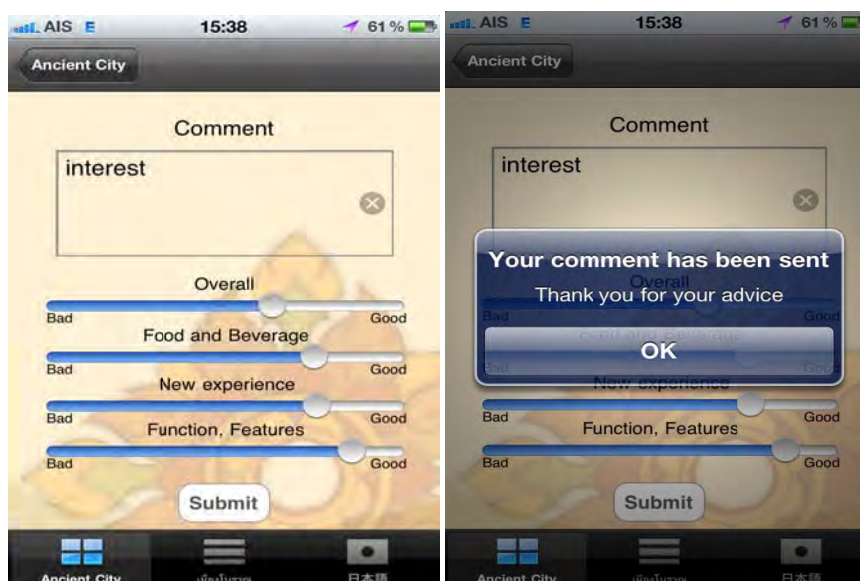 AIS E 15:38 61 %
Ancient City
Comment
interest
Overall
Bad Good
Food and Beverage
Bad Good
New experience
Bad Good
Function, Features
Bad Good
Submit
Ancient City 日本語
AIS E 15:38 61 %
Ancient City
Comment
interest
Your comment has been sent
Overall
Thank you for your advice
OK
New experience
Bad Good
Function, Features
Bad Good
Submit
Ancient City 日本語